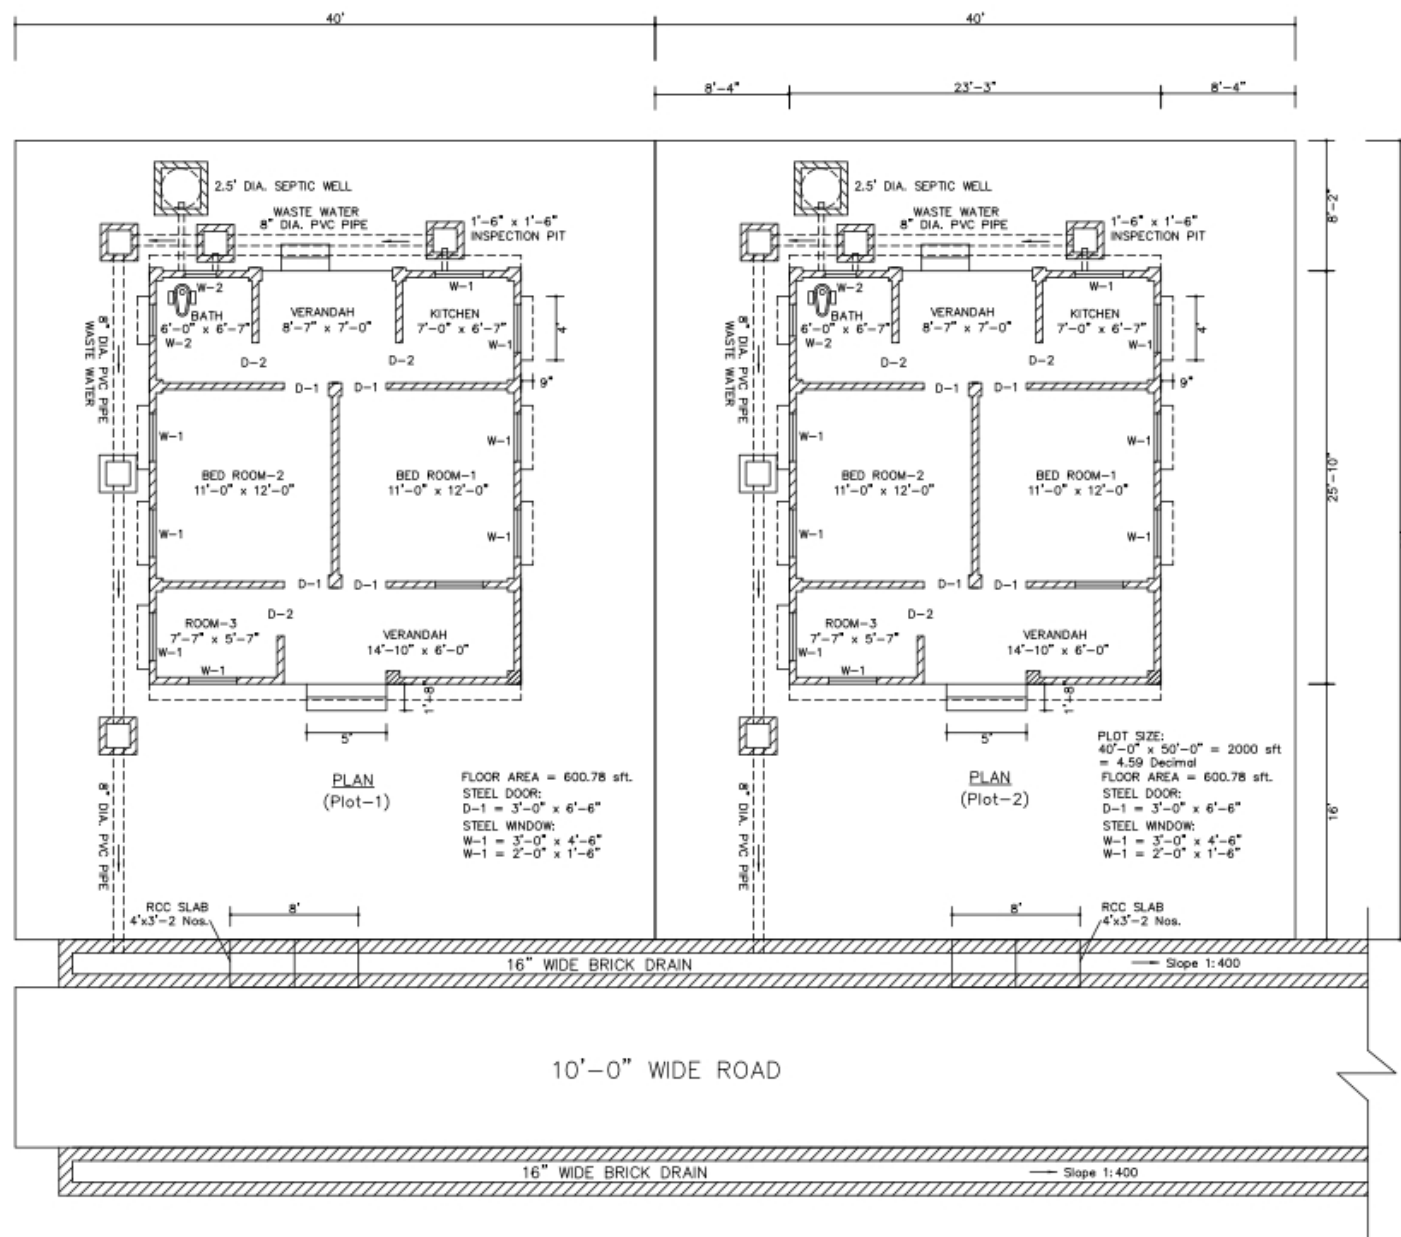 40'
40'
8'-4"
23'-3"
8'-4"
2.5' DIA. SEPTIC WELL
WASTE WATER
8" DIA. PVC PIPE
1'-6" x 1'-6"
INSPECTION PIT
2.5' DIA. SEPTIC WELL
WASTE WATER
8" DIA. PVC PIPE
1'-6" x 1'-6"
INSPECTION PIT
8'-2"
W-2
W-1
BATH
6'-0" x 6'-7"
W-2
VERANDAH
8'-7" x 7'-0"
KITCHEN
7'-0" x 6'-7"
W-1
4'
D-2
D-2
8" DIA. PVC PIPE
WASTE WATER
D-1
D-1
9"
W-1
W-1
BED ROOM-2
11'-0" x 12'-0"
BED ROOM-1
11'-0" x 12'-0"
W-1
W-1
D-1
D-1
D-2
ROOM-3
7'-7" x 5'-7"
W-1
W-1
VERANDAH
14'-10" x 6'-0"
1'-8"
5'
W-2
W-1
BATH
6'-0" x 6'-7"
W-2
VERANDAH
8'-7" x 7'-0"
KITCHEN
7'-0" x 6'-7"
W-1
4'
D-2
D-2
8" DIA. PVC PIPE
WASTE WATER
D-1
D-1
9"
W-1
W-1
BED ROOM-2
11'-0" x 12'-0"
BED ROOM-1
11'-0" x 12'-0"
W-1
W-1
D-1
D-1
D-2
ROOM-3
7'-7" x 5'-7"
W-1
W-1
VERANDAH
14'-10" x 6'-0"
1'-8"
5'
25'-10"
16'
PLAN
(Plot-1)
FLOOR AREA = 600.78 sft.
STEEL DOOR:
D-1 = 3'-0" x 6'-6"
STEEL WINDOW:
W-1 = 3'-0" x 4'-6"
W-1 = 2'-0" x 1'-6"
8" DIA. PVC PIPE
PLAN
(Plot-2)
PLOT SIZE:
40'-0" x 50'-0" = 2000 sft
= 4.59 Decimal
FLOOR AREA = 600.78 sft.
STEEL DOOR:
D-1 = 3'-0" x 6'-6"
STEEL WINDOW:
W-1 = 3'-0" x 4'-6"
W-1 = 2'-0" x 1'-6"
8" DIA. PVC PIPE
RCC SLAB
4'x3'-2 Nos.
8'
8'
RCC SLAB
4'x3'-2 Nos.
16" WIDE BRICK DRAIN
Slope 1:400
10'-0" WIDE ROAD
16" WIDE BRICK DRAIN
Slope 1:400